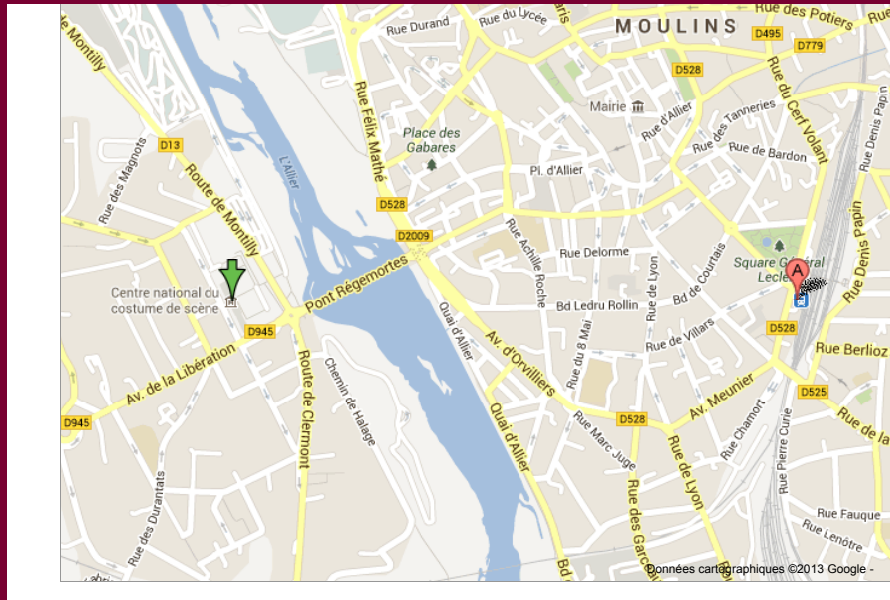 MOULINS
Rue des Potiers
Rue Durand
Rue du Lycée
D495
D779
de Montilly
D528
Mairie
Rue d'Allier
Rue des Tanneries
Rue du Cerf Volant
Rue Denis Papin
Rue Félix Mathé
Place des
Gabares
Rue de Bardon
D13
L'Allier
Pl. d'Allier
Rue des Magnots
Route de Montilly
D528
D2009
Rue Achille Roche
Rue Delorme
Rue de Lyon
Bd de Courtais
Square Général
Rue Denis Papin
A
Pont Régemortes
Centre national du
costume de scène
Bd Ledru Rollin
Quai d'Allier
D945
D528
Rue de Villars
Av. d'Orvilliers
Rue du 8 Mai
Rue Berlioz
Av. de la Libération
Route de Clermont
Chemin de Halage
Av. Meunier
D525
D945
D528
Quai d'Allier
Rue Marc Juge
Rue de Lyon
Rue Chamort
Rue Pierre Curie
Rue de la
Rue des Durantats
Rue des
Rue Fauque
Rue Lenôtre
Bd
Données cartographiques ©2013 Google -